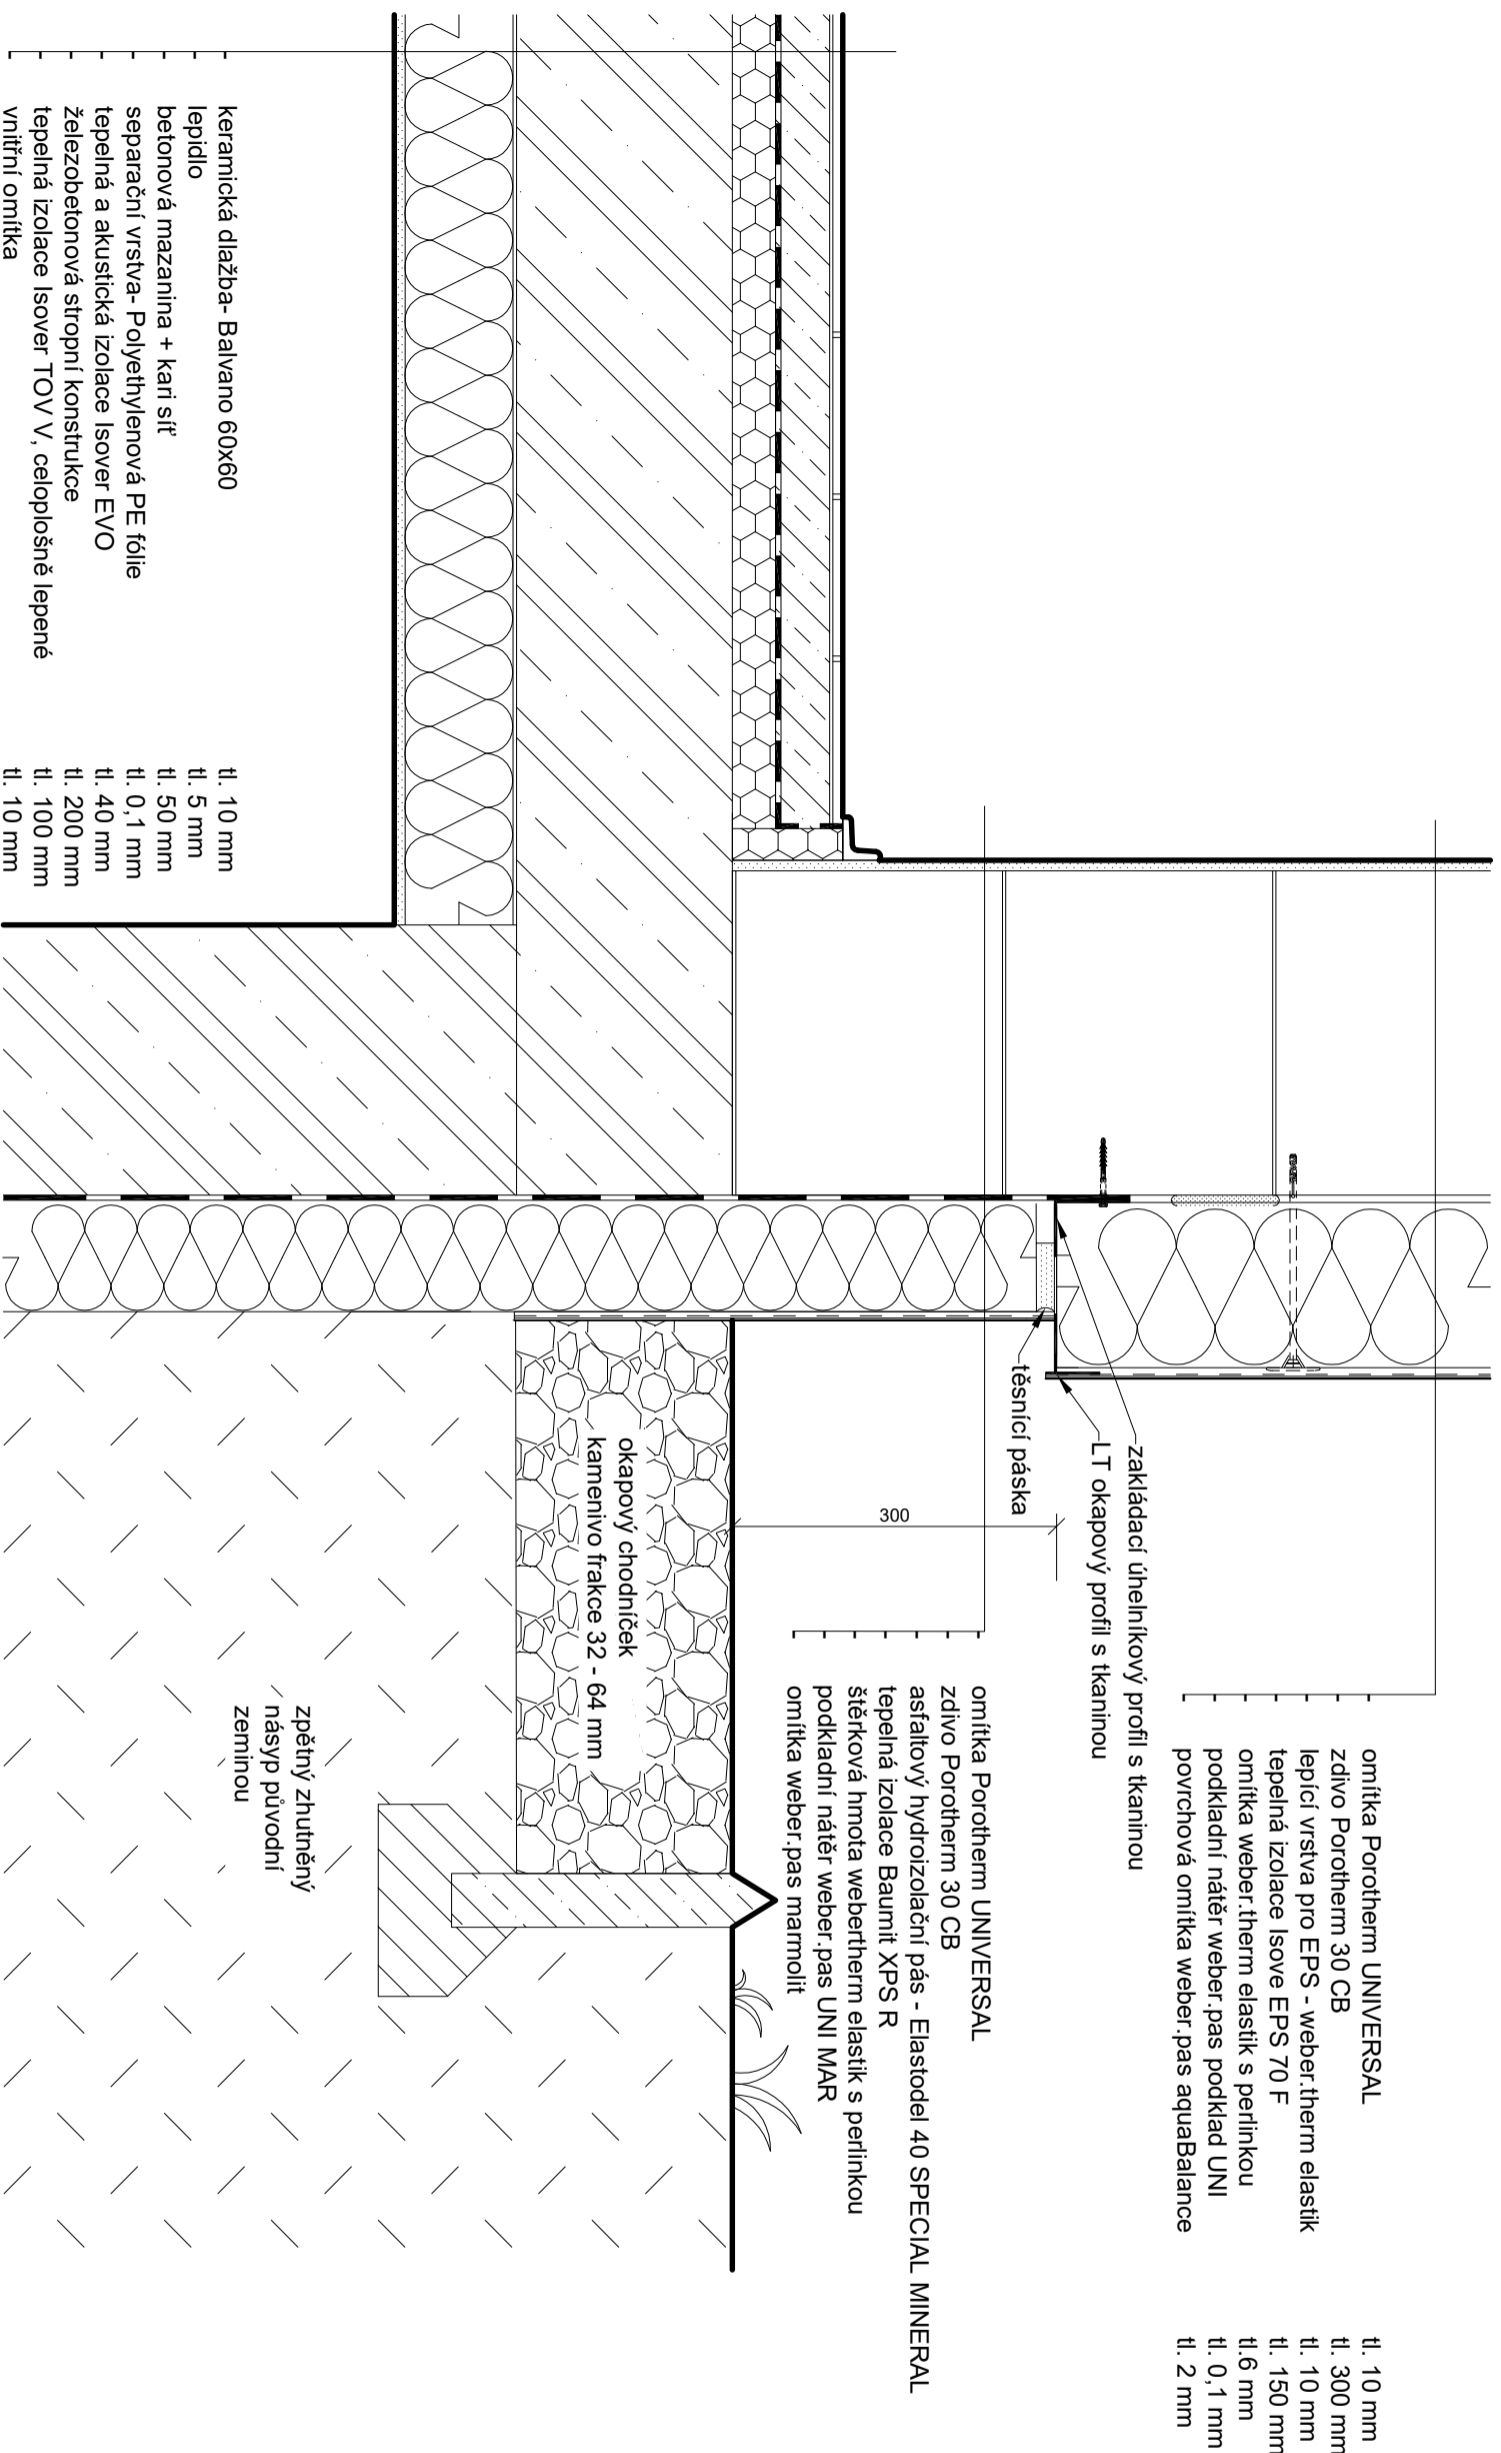 omítka Porotherm UNIVERSAL tl. 10 mm
zdivo Porotherm 30 CB tl. 300 mm
lepící vrstva pro EPS - weber.therm elastik tl. 10 mm
tepelná izolace Isove EPS 70 F tl. 150 mm
omítka weber.therm elastik s perlinkou tl.6 mm
podkladní nátěr weber.pas podklad UNI tl. 0,1 mm
povrchová omítka weber.pas aquaBalance tl. 2 mm
zakládací úhelníkový profil s tkaninou
LT okapový profil s tkaninou
těsnící páska
300
omítka Porotherm UNIVERSAL
zdivo Porotherm 30 CB
asfaltový hydroizolační pás - Elastodel 40 SPECIAL MINERAL
tepelná izolace Baumit XPS R
štěrková hmota webertherm elastik s perlinkou
podkladní nátěr weber.pas UNI MAR
omítka weber.pas marmolit
okapový chodníček
kamenivo frakce 32 - 64 mm
zpětný zhutněný
násyp původní
zeminou
keramická dlažba- Balvano 60x60 tl. 10 mm
lepidlo tl. 5 mm
betonová mazanina + kari síť tl. 50 mm
separační vrstva- Polyethylenová PE fólie tl. 0,1 mm
tepelná a akustická izolace Isover EVO tl. 40 mm
železobetonová stropní konstrukce tl. 200 mm
tepelná izolace Isover TOV V, celoplošně lepené tl. 100 mm
vnitřní omítka tl. 10 mm